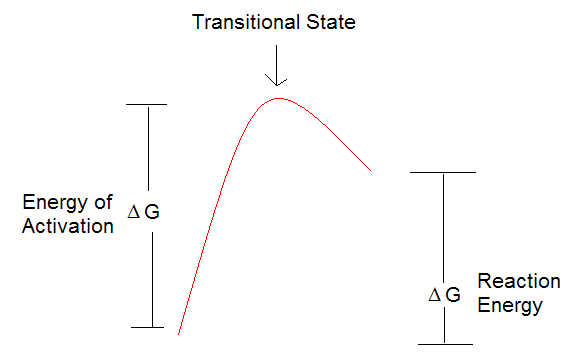 Transitional State
Energy of
Activation
Δ G
Δ G
Reaction
Energy